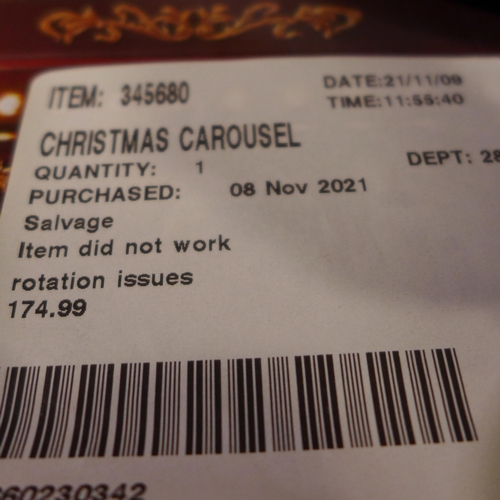 ITEM: 345680
DATE:21/11/09
TIME:11:55:40
CHRISTMAS CAROUSEL
QUANTITY: 1
DEPT: 28
PURCHASED: 08 Nov 2021
Salvage
Item did not work
rotation issues
174.99
60230342